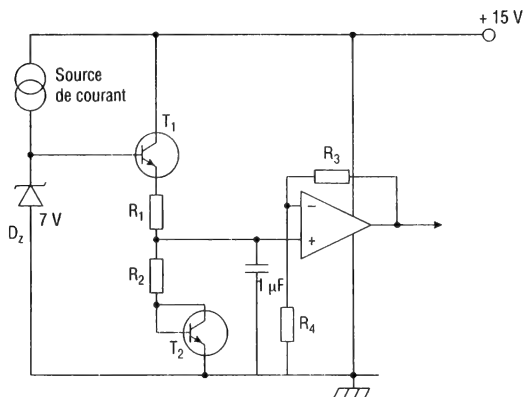 + 15 V
Source
de courant
T1
R3
7 V
Dz
R1
−
+
R2
1 μF
R4
T2